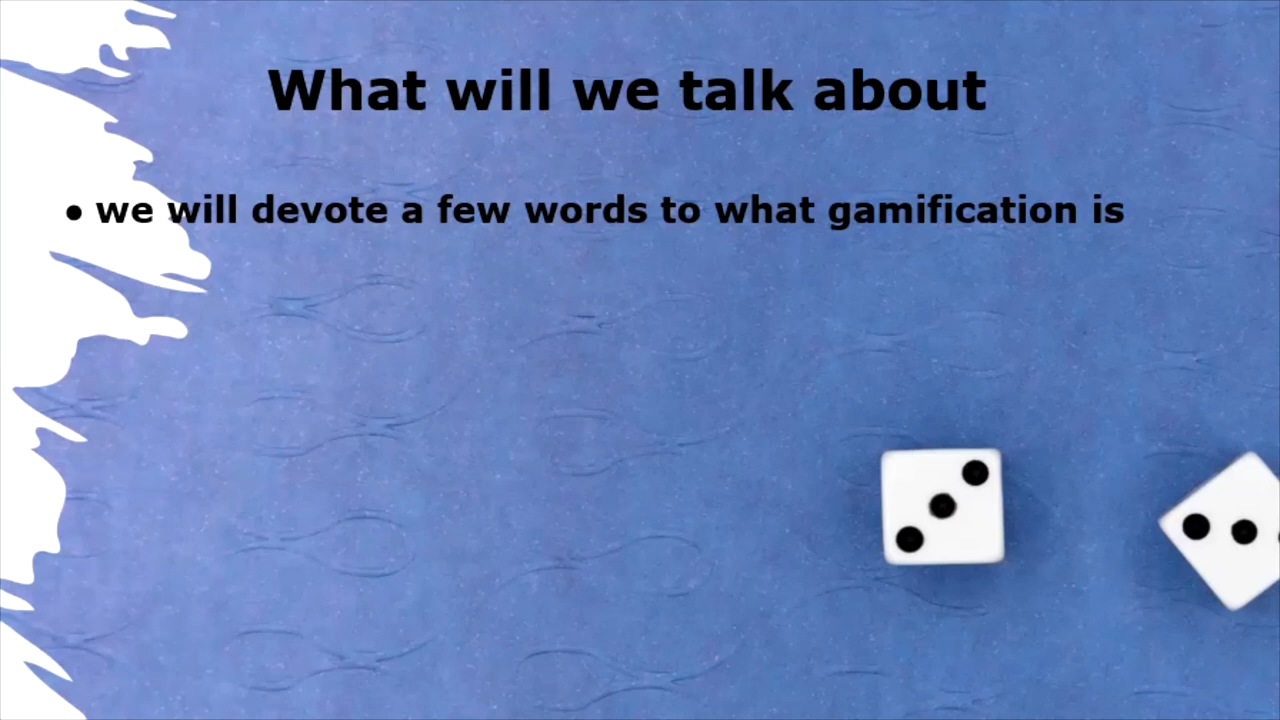 What will we talk about
• we will devote a few words to what gamification is